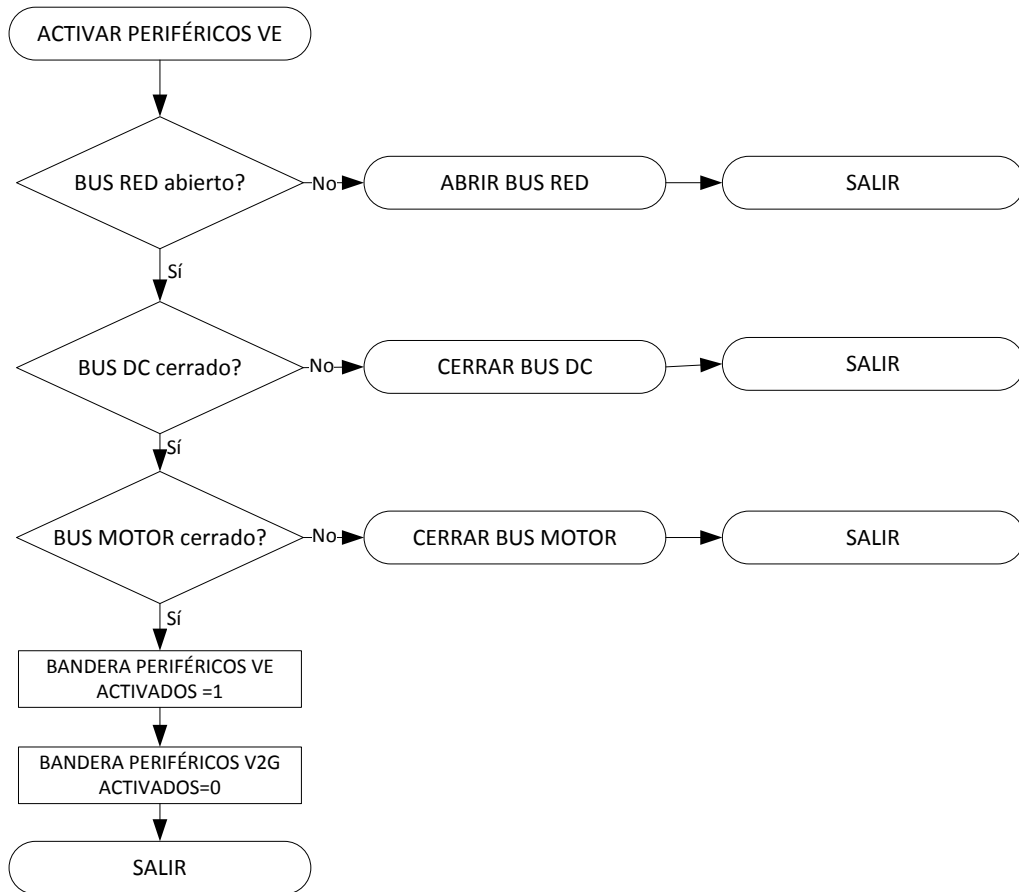 ACTIVAR PERIFÉRICOS VE
BUS RED abierto?
No
ABRIR BUS RED
SALIR
Sí
BUS DC cerrado?
No
CERRAR BUS DC
SALIR
Sí
BUS MOTOR cerrado?
No
CERRAR BUS MOTOR
SALIR
Sí
BANDERA PERIFÉRICOS VE
ACTIVADOS =1
BANDERA PERIFÉRICOS V2G
ACTIVADOS=0
SALIR